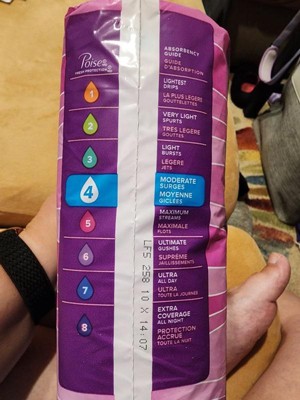 Poise
FRESH PROTECTION
ABSORBENCY
GUIDE
GUIDE
D'ABSORPTION
1
LIGHTEST
DRIPS
LA PLUS LÉGÈRE
GOUTTELETTES
2
VERY LIGHT
SPURTS
TRÈS LÉGÈRE
GOUTTES
3
LIGHT
BURSTS
LÉGÈRE
JETS
4
MODERATE
SURGES
MOYENNE
GICLÉES
5
MAXIMUM
STREAMS
MAXIMALE
FLOTS
6
ULTIMATE
GUSHES
SUPRÊME
JAILLISSEMENTS
7
ULTRA
ALL DAY
ULTRA
TOUTE LA JOURNÉE
8
EXTRA
COVERAGE
ALL NIGHT
PROTECTION
ACCRUE
TOUTE LA NUIT
LF5 258 10 X 14:07